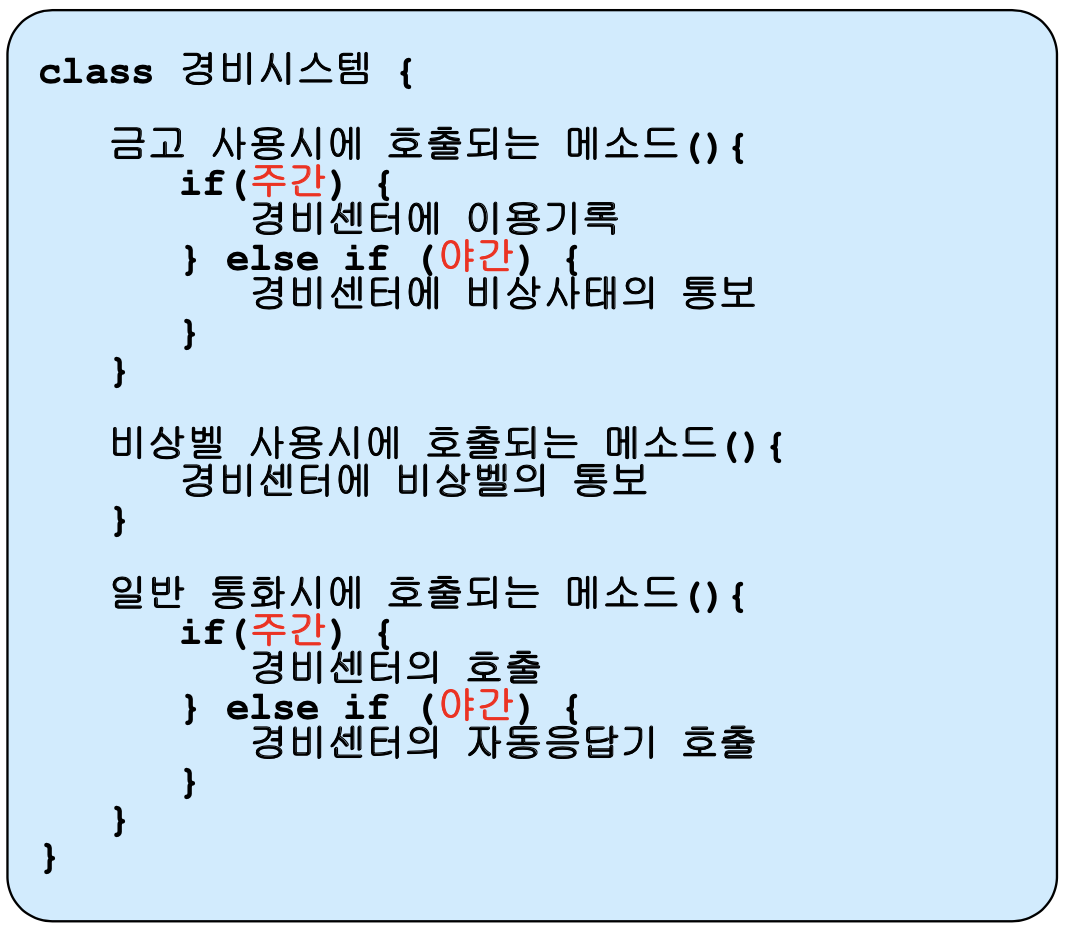 class 경비시스템 {
금고 사용시에 호출되는 메소드(){
if(주간) {
경비센터에 이용기록
} else if (야간) {
경비센터에 비상사태의 통보
}
}
비상벨 사용시에 호출되는 메소드(){
경비센터에 비상벨의 통보
}
일반 통화시에 호출되는 메소드(){
if(주간) {
경비센터의 호출
} else if (야간) {
경비센터의 자동응답기 호출
}
}
}